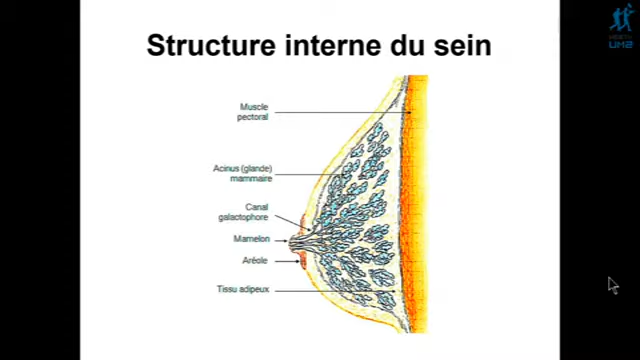 Structure interne du sein
Muscle
pectoral
Acinus (glande)
mammaire
Canal
galactophore
Mamelon
Aréole
Tissu adipeux